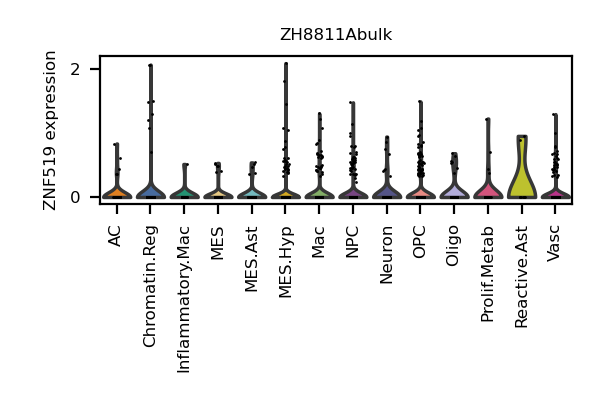 ZH8811Abulk
ZNF519 expression
2
0
AC
Chromatin.Reg
Inflammatory.Mac
MES
MES.Ast
MES.Hyp
Mac
NPC
Neuron
OPC
Oligo
Prolif.Metab
Reactive.Ast
Vasc